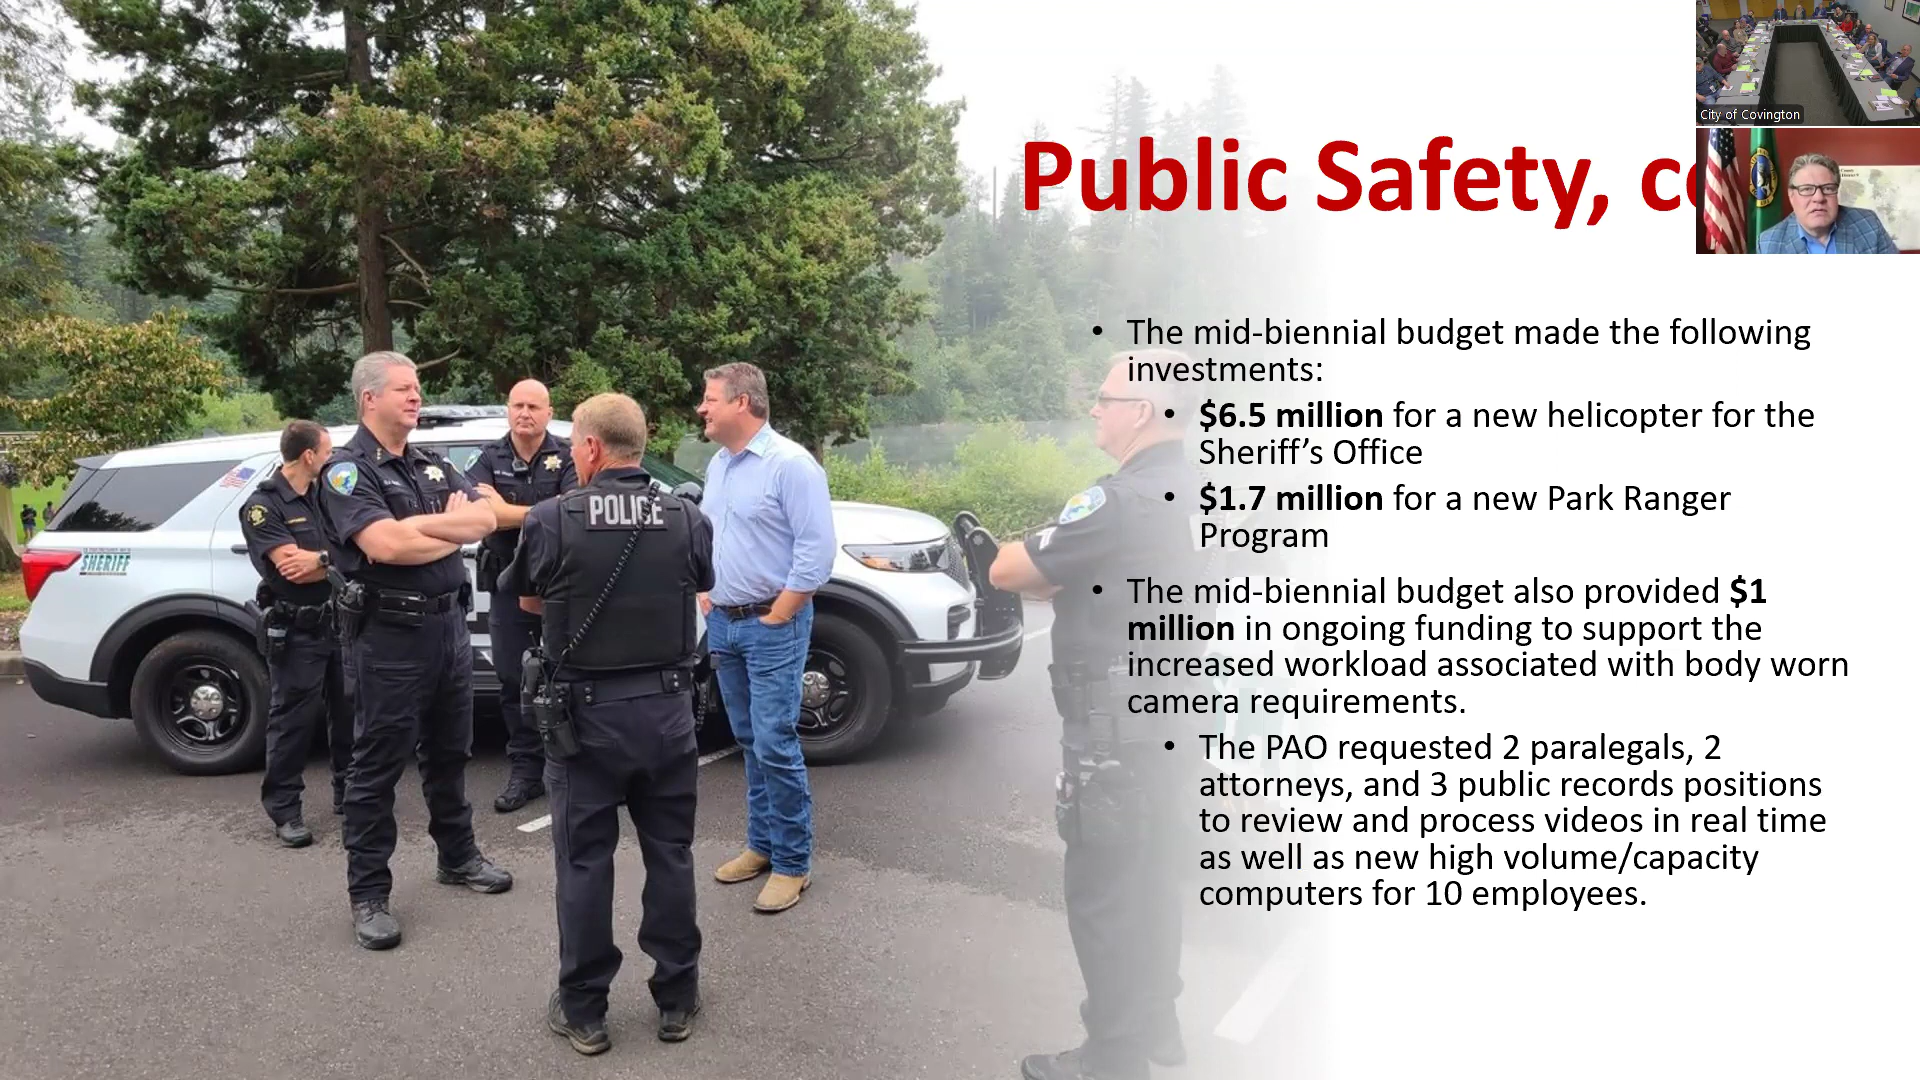 City of Covington
Public Safety,
• The mid-biennial budget made the following
investments:
• $6.5 million for a new helicopter for the
Sheriff’s Office
• $1.7 million for a new Park Ranger
Program
• The mid-biennial budget also provided $1
million in ongoing funding to support the
increased workload associated with body worn
camera requirements.
• The PAO requested 2 paralegals, 2
attorneys, and 3 public records positions
to review and process videos in real time
as well as new high volume/capacity
computers for 10 employees.
POLICE
SHERIFF